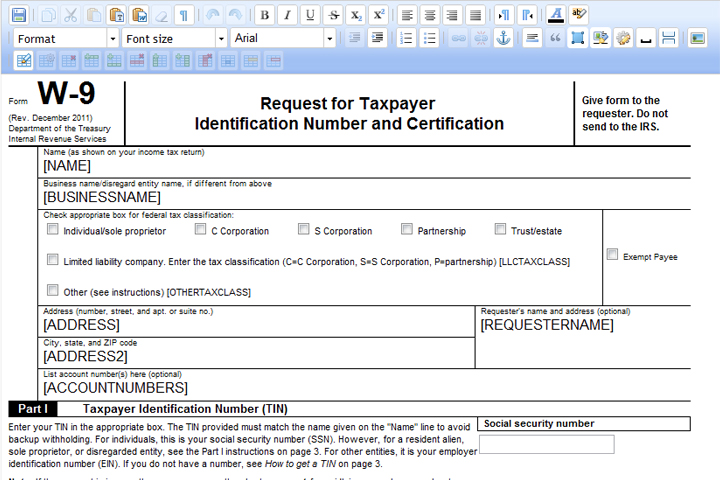 B I U S x₂ x²
Format Font size Arial
Form W-9
(Rev. December 2011)
Department of the Treasury
Internal Revenue Services
Request for Taxpayer
Identification Number and Certification
Give form to the
requester. Do not
send to the IRS.
Name (as shown on your income tax return)
[NAME]
Business name/disregard entity name, if different from above
[BUSINESSNAME]
Check appropriate box for federal tax classification:
Individual/sole proprietor C Corporation S Corporation Partnership Trust/estate
Exempt Payee
Limited liability company. Enter the tax classification (C=C Corporation, S=S Corporation, P=partnership) [LLCTAXCLASS]
Other (see instructions) [OTHERTAXCLASS]
Address (number, street, and apt. or suite no.)
[ADDRESS]
Requester's name and address (optional)
[REQUESTERNAME]
City, state, and ZIP code
[ADDRESS2]
List account number(s) here (optional)
[ACCOUNTNUMBERS]
Part I Taxpayer Identification Number (TIN)
Enter your TIN in the appropriate box. The TIN provided must match the name given on the "Name" line to avoid
backup withholding. For individuals, this is your social security number (SSN). However, for a resident alien,
sole proprietor, or disregarded entity, see the Part I instructions on page 3. For other entities, it is your employer
identification number (EIN). If you do not have a number, see How to get a TIN on page 3.
Social security number